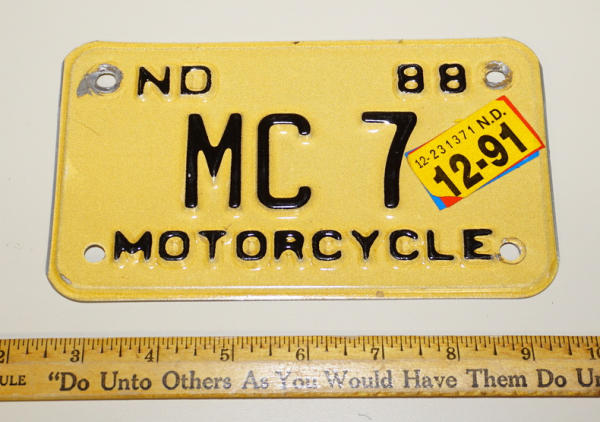 ND 88
MC 7
12-231371 N.D.
12-91
MOTORCYCLE
2 3 4 5 6 7 8 9 10
RULE "Do Unto Others As You Would Have Them Do Un